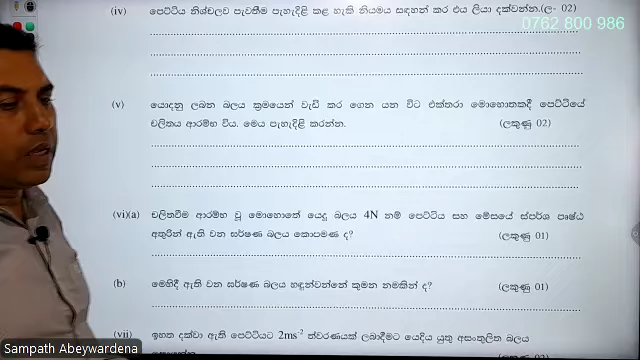 (iv) පෙට්ටිය නිශ්චලව පැවතීම පැහැදිළි කළ හැකි නියමය සඳහන් කර එය ලියා දක්වන්න.(ල- 02)
0762 800 986
(v) යොදනු ලබන බලය ක්‍රමයෙන් වැඩි කර ගෙන යන විට එක්තරා මොහොතකදී පෙට්ටියේ
චලිතය ආරම්භ විය. මෙය පැහැදිළි කරන්න. (ලකුණු 02)
(vi)(a) චලිතවීම ආරම්භ වූ මොහොතේ යෙදූ බලය 4N නම් පෙට්ටිය සහ මේසයේ ස්පර්ශ පෘෂ්ඨ
අතුරින් ඇති වන ඝර්ෂණ බලය කොපමණ ද? (ලකුණු 01)
(b) මෙහිදී ඇති වන ඝර්ෂණ බලය හඳුන්වන්නේ කුමන නමකින් ද? (ලකුණු 01)
(vii) ඉහත දක්වා ඇති පෙට්ටියට 2ms⁻² ත්වරණයක් ලබාදීමට යෙදිය යුතු අසංතුලිත බලය
Sampath Abeywardena